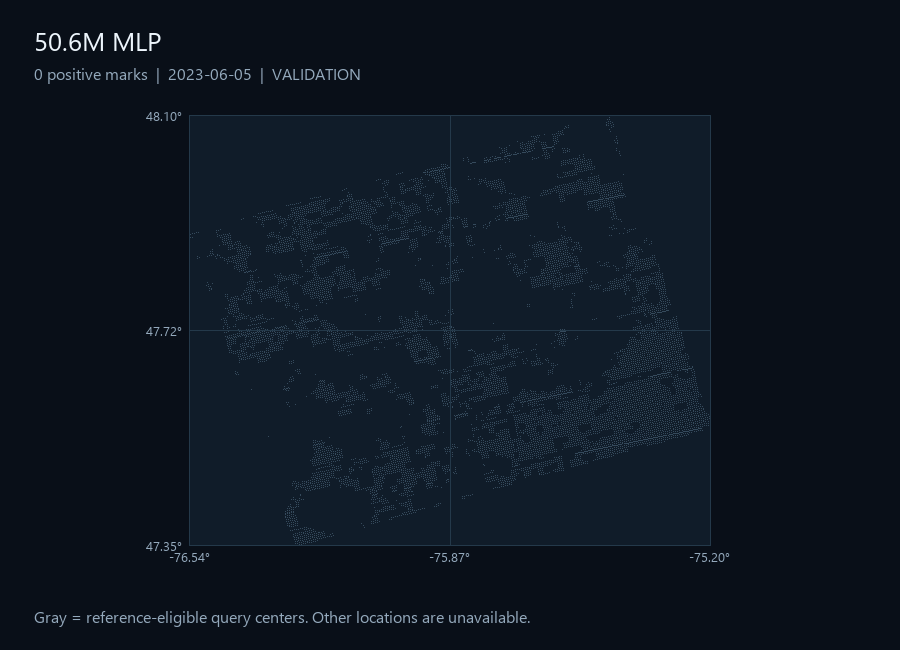 50.6M MLP
0 positive marks | 2023-06-05 | VALIDATION
48.10°
47.72°
47.35°
-76.54°
-75.87°
-75.20°
Gray = reference-eligible query centers. Other locations are unavailable.